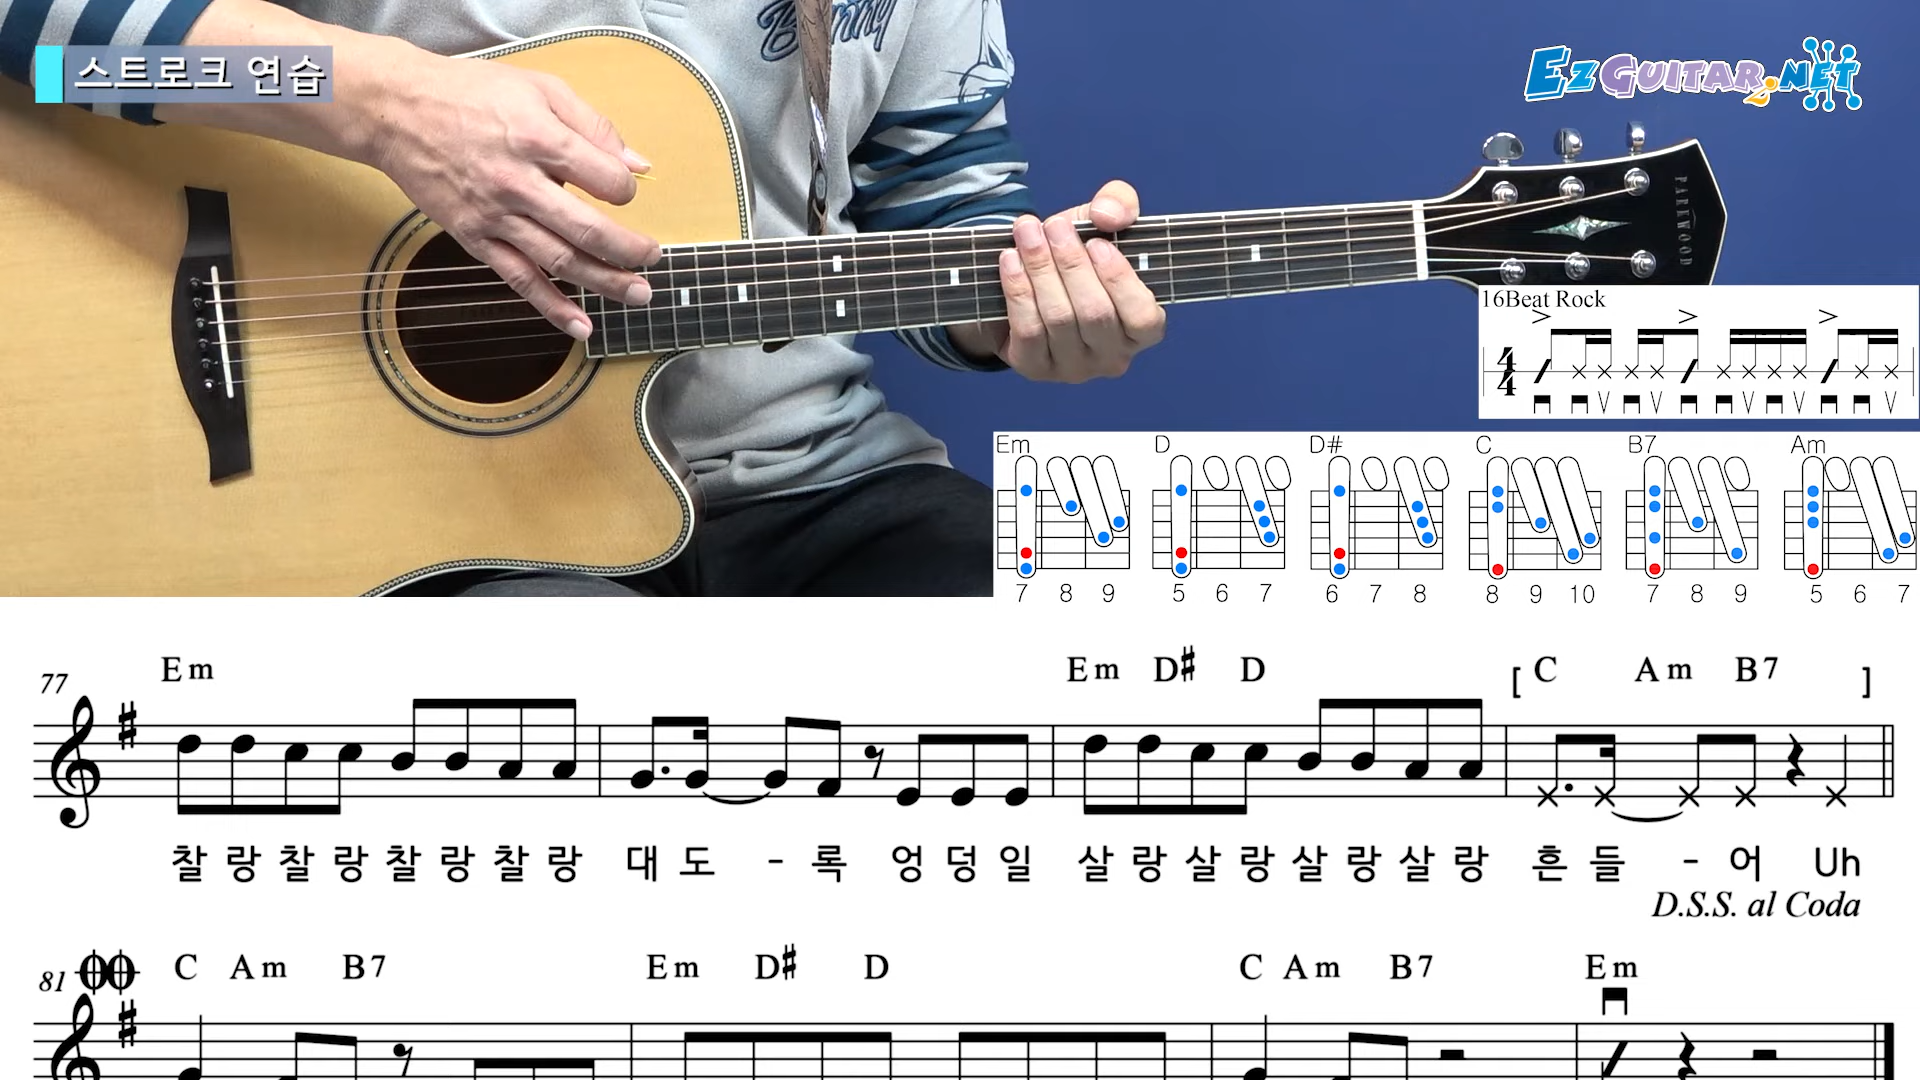 스트로크 연습
EzGUITAR.NET
PARKWOOD
16Beat Rock
4
4
Em D D# C B7 Am
7 8 9 5 6 7 6 7 8 8 9 10 7 8 9 5 6 7
77 Em Em D# D [ C Am B7 ]
찰 랑 찰 랑 찰 랑 찰 랑 대 도 - 록 엉 덩 일 살 랑 살 랑 살 랑 살 랑 흔 들 - 어 Uh
D.S.S. al Coda
81 C Am B7 Em D# D C Am B7 Em